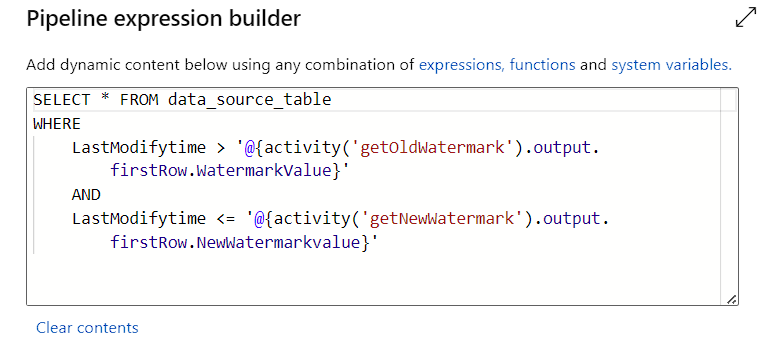 Pipeline expression builder
Add dynamic content below using any combination of expressions, functions and system variables.
SELECT * FROM data_source_table
WHERE
LastModifytime > '@{activity('getOldWatermark').output.
firstRow.WatermarkValue}'
AND
LastModifytime <= '@{activity('getNewWatermark').output.
firstRow.NewWatermarkvalue}'
Clear contents